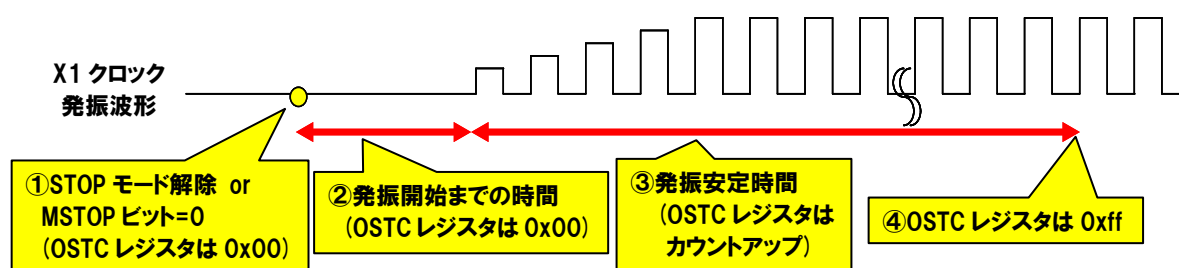 X1 クロック
発振波形
①STOP モード解除 or
MSTOP ビット=0
(OSTC レジスタは 0x00)
②発振開始までの時間
(OSTC レジスタは 0x00)
③発振安定時間
(OSTC レジスタは
カウントアップ)
④OSTC レジスタは 0xff